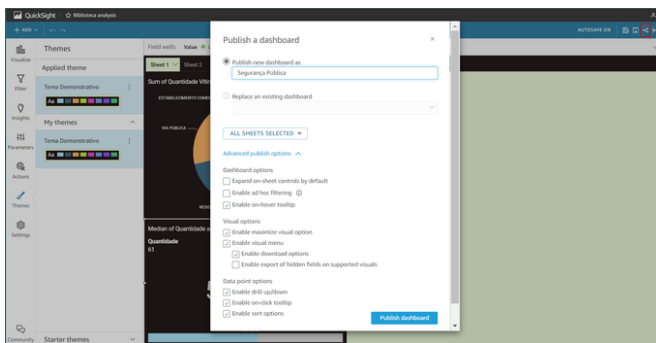 QuickSight
Biblioteca analysis
+ ADD
AUTOSAVE ON
Visualize
Filter
Insights
Parameters
Actions
Themes
Settings
Community
Themes
Applied theme
Tema Demonstrativo
Aa
My themes
Tema Demonstrativo
Aa
Starter themes
Field wells Value
Sheet 1
Sheet 2
Sum of Quantidade
VIA PUBLICA
Median of Quantidade
Quantidade
61
Publish a dashboard
Publish new dashboard as
Segurança Pública
Replace an existing dashboard
ALL SHEETS SELECTED
Advanced publish options
Dashboard options
Expand on-sheet controls by default
Enable ad hoc filtering
Enable on-hover tooltip
Visual options
Enable maximize visual option
Enable visual menu
Enable download options
Enable export of hidden fields on supported visuals
Data point options
Enable drill up/down
Enable on-click tooltip
Enable sort options
Publish dashboard